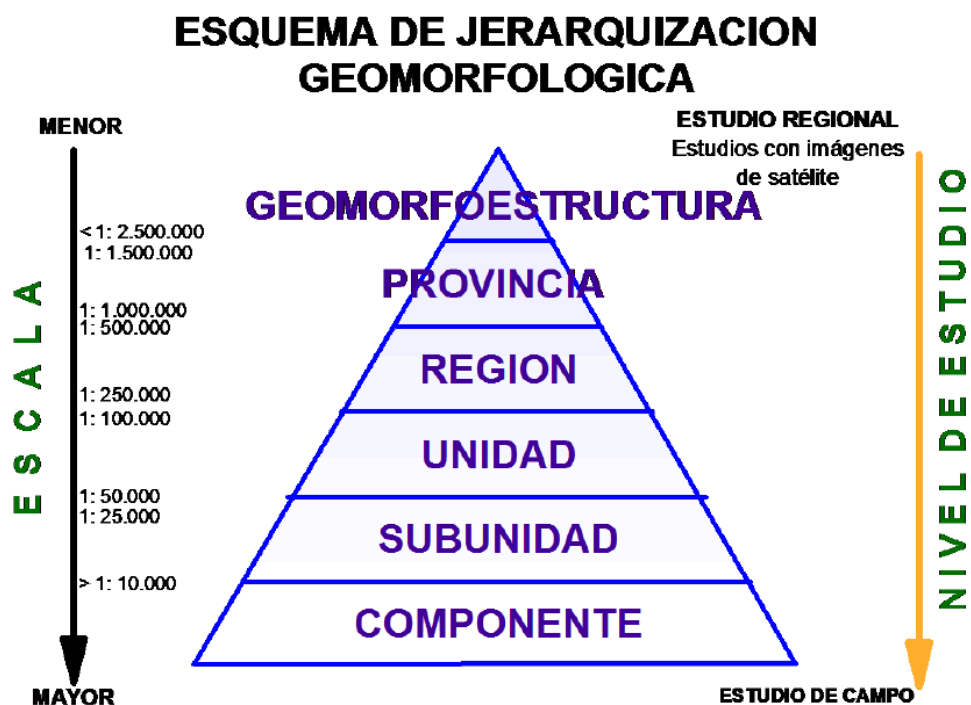 ESQUEMA DE JERARQUIZACION
GEOMORFOLOGICA
MENOR
ESTUDIO REGIONAL
Estudios con imágenes
de satélite
GEOMORFOESTRUCTURA
< 1: 2.500.000
1: 1.500.000
PROVINCIA
1: 1.000.000
1: 500.000
REGION
1: 250.000
1: 100.000
UNIDAD
1: 50.000
1: 25.000
SUBUNIDAD
> 1: 10.000
COMPONENTE
MAYOR
ESTUDIO DE CAMPO
ESCALA
NIVEL DE ESTUDIO